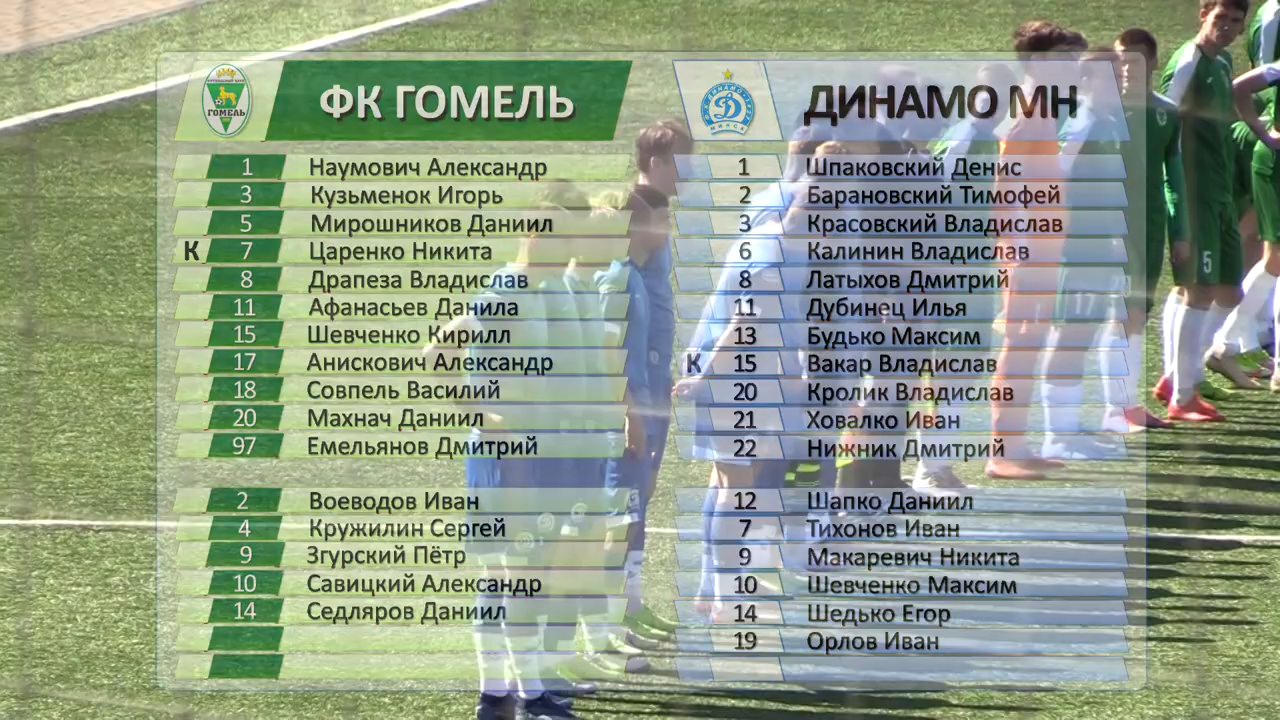 ФК ГОМЕЛЬ
ГОМЕЛЬ
1 Наумович Александр
3 Кузьменок Игорь
5 Мирошников Даниил
К 7 Царенко Никита
8 Драпеза Владислав
11 Афанасьев Данила
15 Шевченко Кирилл
17 Анискович Александр
18 Совпель Василий
20 Махнач Даниил
97 Емельянов Дмитрий
2 Воеводов Иван
4 Кружилин Сергей
9 Згурский Пётр
10 Савицкий Александр
14 Седляров Даниил
ДИНАМО МН
МИНСК
1 Шпаковский Денис
2 Барановский Тимофей
3 Красовский Владислав
6 Калинин Владислав
8 Латыхов Дмитрий
11 Дубинец Илья
13 Будько Максим
К 15 Вакар Владислав
20 Кролик Владислав
21 Ховалко Иван
22 Нижник Дмитрий
12 Шапко Даниил
7 Тихонов Иван
9 Макаревич Никита
10 Шевченко Максим
14 Шедько Егор
19 Орлов Иван
5
17